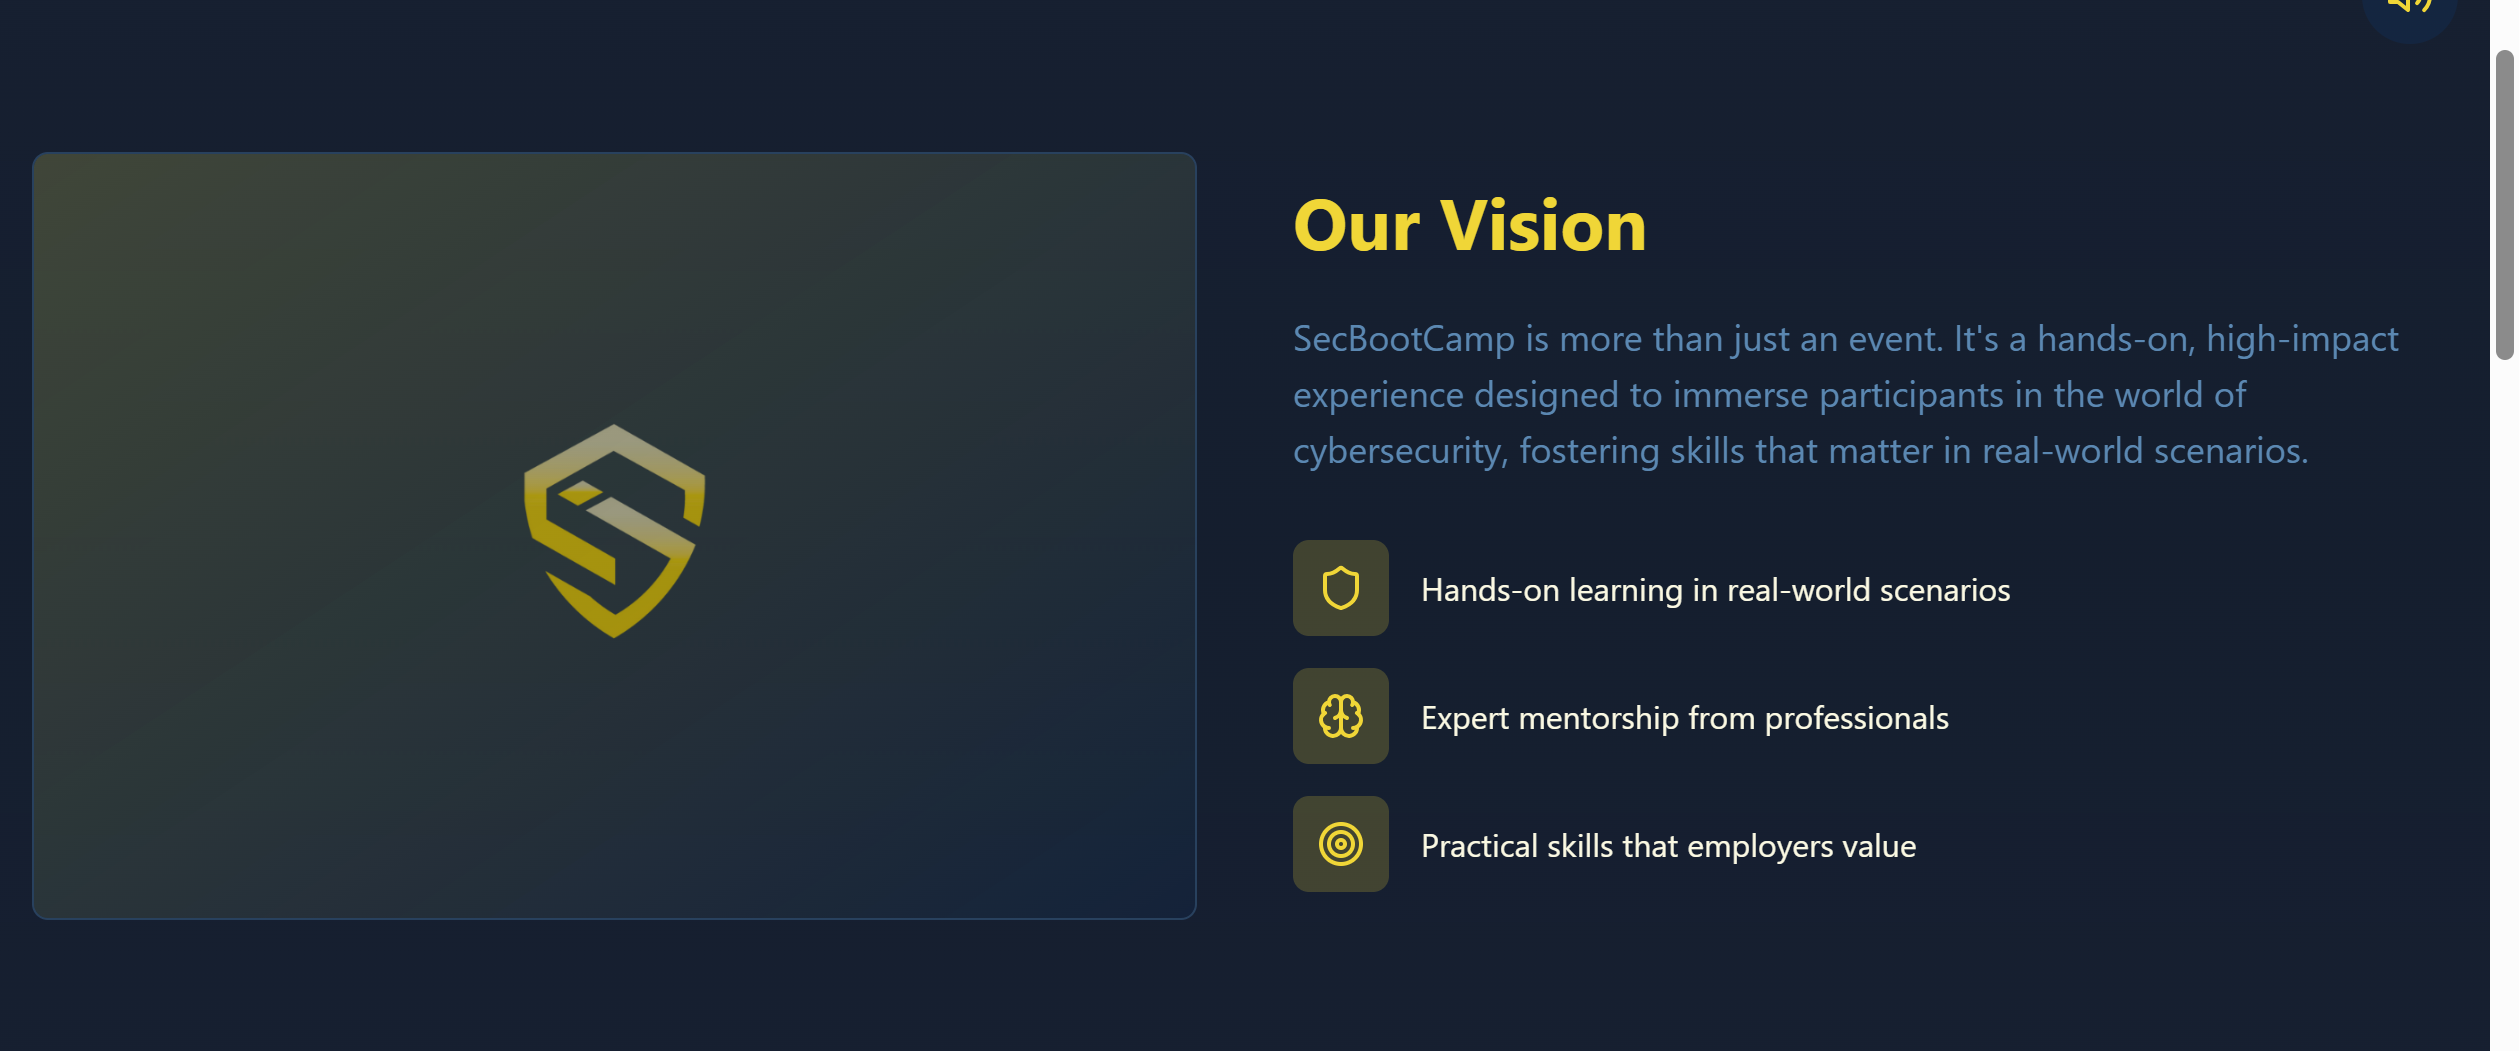 Our Vision
SecBootCamp is more than just an event. It's a hands-on, high-impact
experience designed to immerse participants in the world of
cybersecurity, fostering skills that matter in real-world scenarios.
Hands-on learning in real-world scenarios
Expert mentorship from professionals
Practical skills that employers value